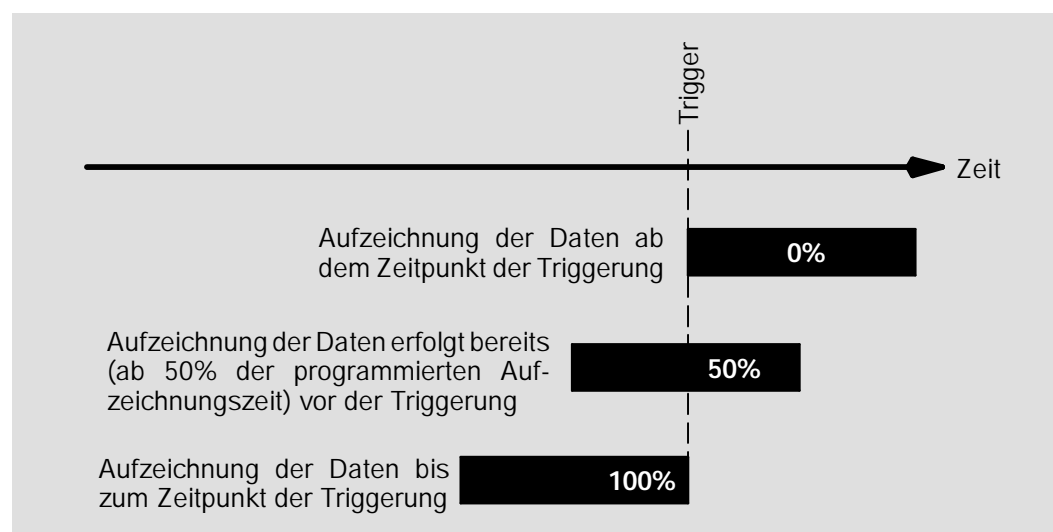 Trigger
Zeit
Aufzeichnung der Daten ab
dem Zeitpunkt der Triggerung
0%
Aufzeichnung der Daten erfolgt bereits
(ab 50% der programmierten Auf-
zeichnungszeit) vor der Triggerung
50%
Aufzeichnung der Daten bis
zum Zeitpunkt der Triggerung
100%